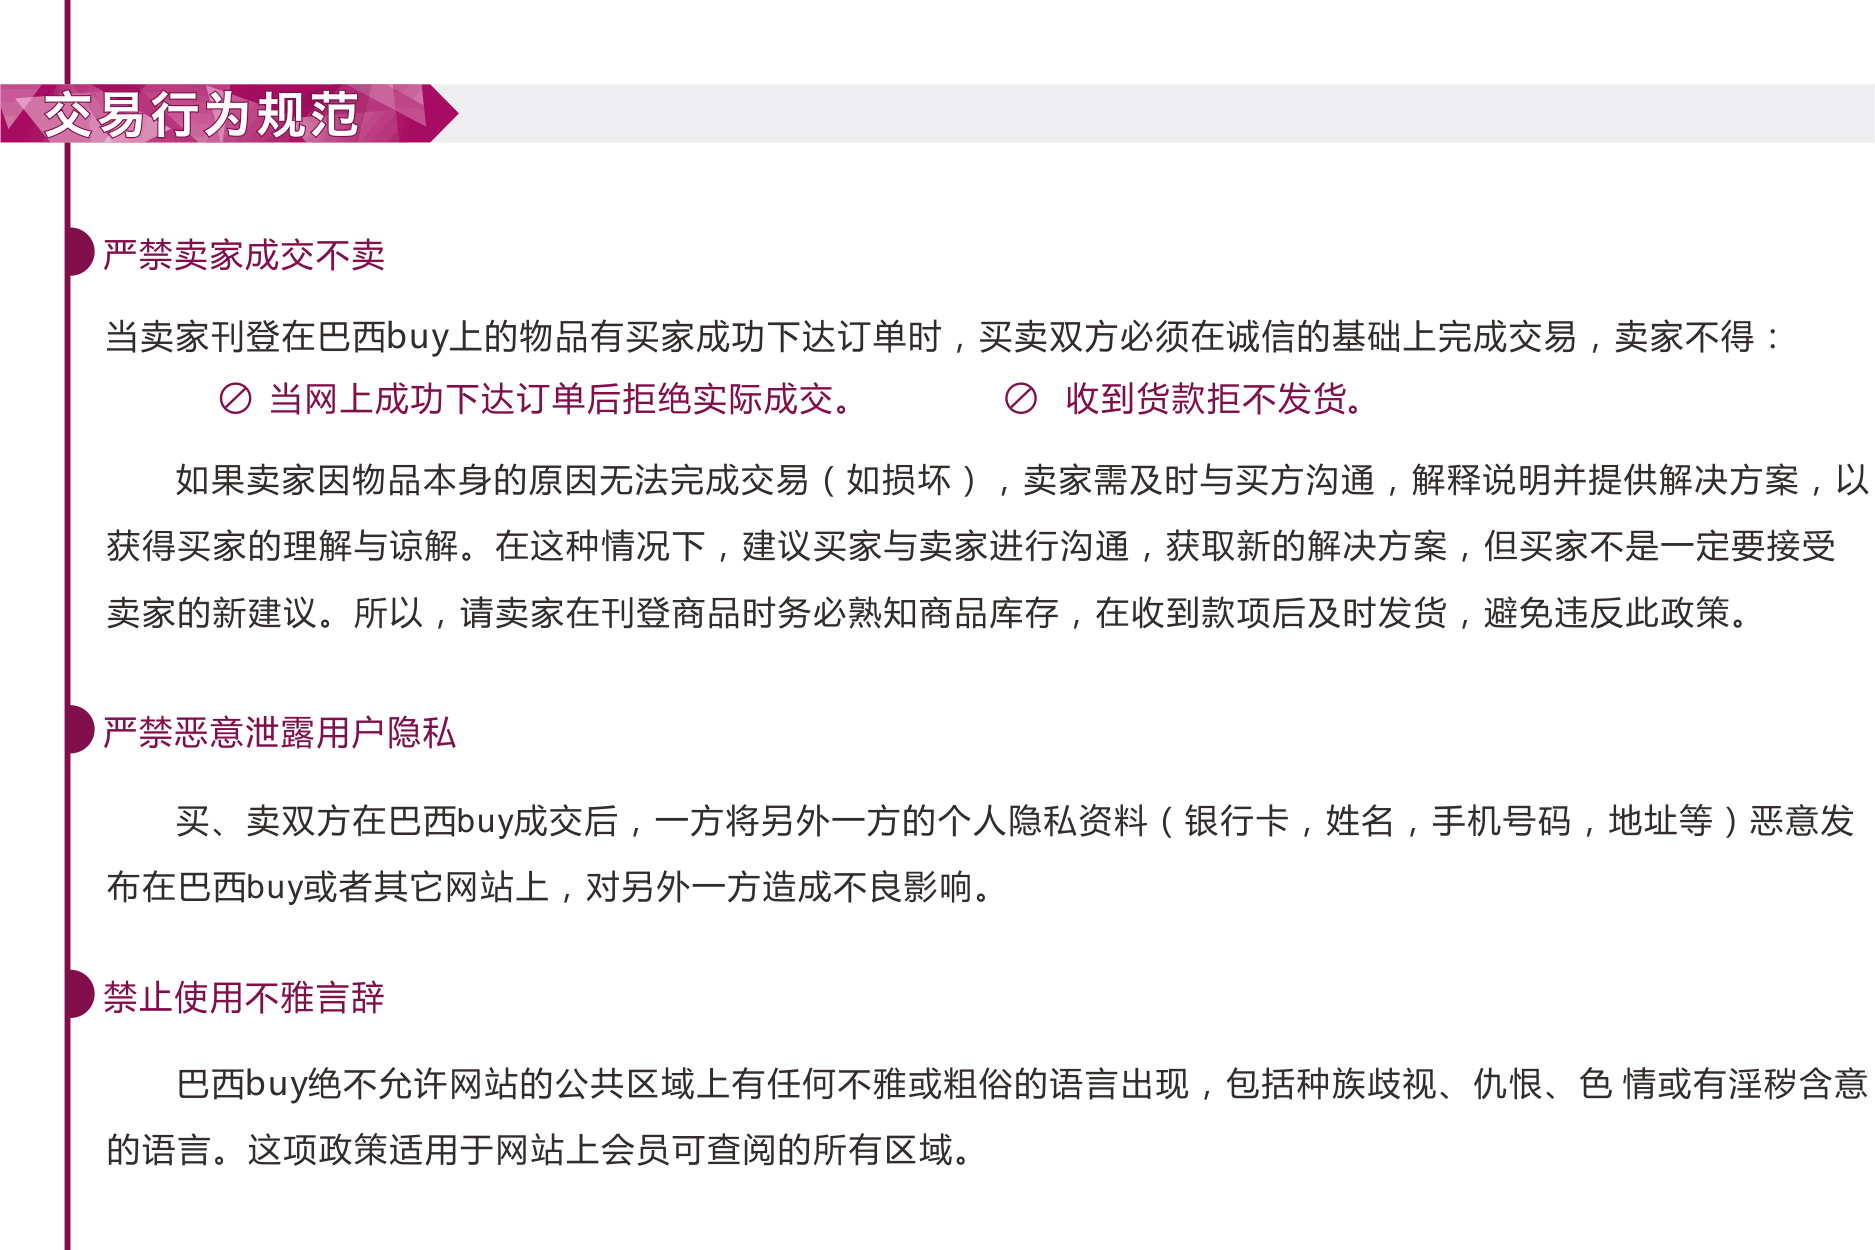 交易行为规范
严禁卖家成交不卖
当卖家刊登在巴西buy上的物品有买家成功下达订单时，买卖双方必须在诚信的基础上完成交易，卖家不得：
当网上成功下达订单后拒绝实际成交。 收到货款拒不发货。
如果卖家因物品本身的原因无法完成交易（如损坏），卖家需及时与买方沟通，解释说明并提供解决方案，以
获得买家的理解与谅解。在这种情况下，建议买家与卖家进行沟通，获取新的解决方案，但买家不是一定要接受
卖家的新建议。所以，请卖家在刊登商品时务必熟知商品库存，在收到款项后及时发货，避免违反此政策。
严禁恶意泄露用户隐私
买、卖双方在巴西buy成交后，一方将另外一方的个人隐私资料（银行卡，姓名，手机号码，地址等）恶意发
布在巴西buy或者其它网站上，对另外一方造成不良影响。
禁止使用不雅言辞
巴西buy绝不允许网站的公共区域上有任何不雅或粗俗的语言出现，包括种族歧视、仇恨、色 情或有淫秽含意
的语言。这项政策适用于网站上会员可查阅的所有区域。